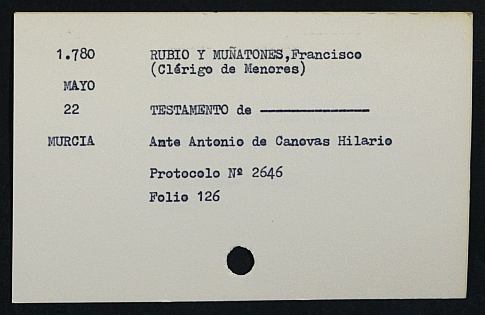 1.780 RUBIO Y MUÑATONES,Francisco
(Clérigo de Menores)
MAYO
22 TESTAMENTO de ----------------
MURCIA Ante Antonio de Canovas Hilario
Protocolo Nº 2646
Folio 126